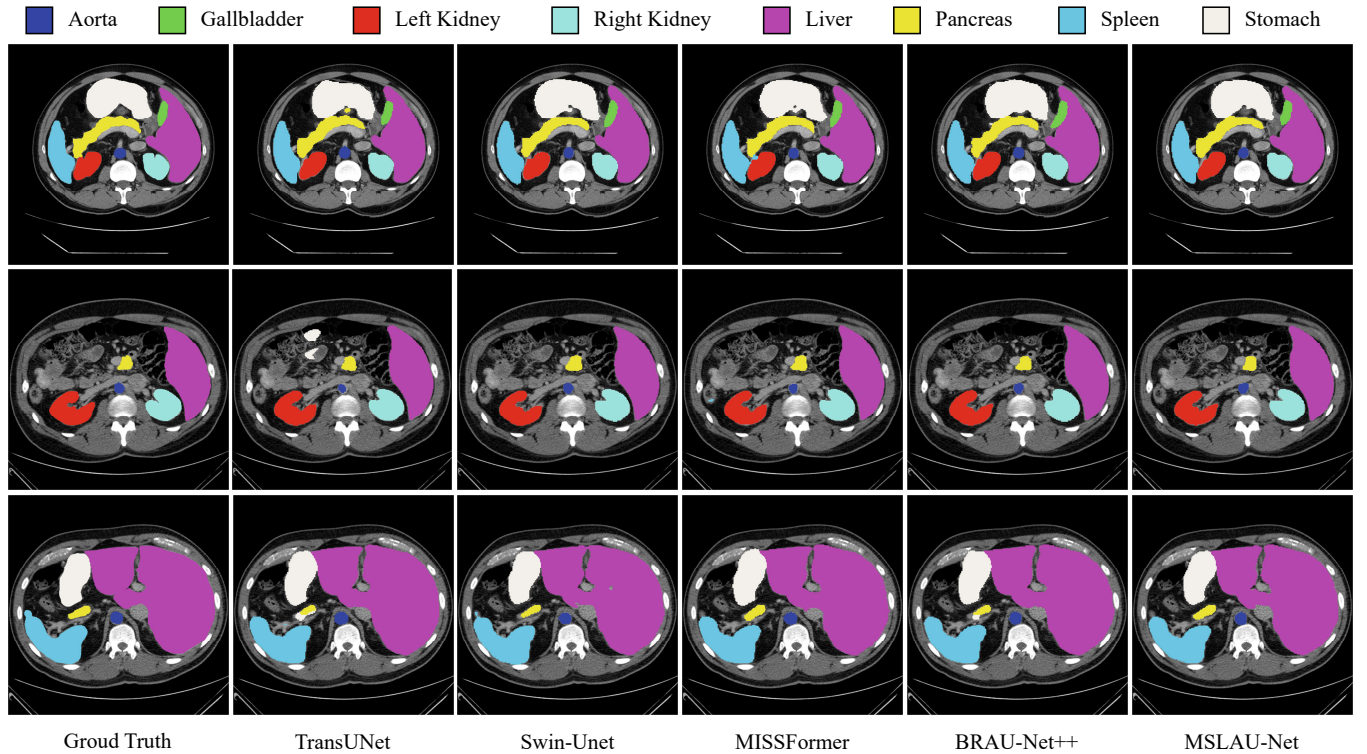 Aorta Gallbladder Left Kidney Right Kidney Liver Pancreas Spleen Stomach
Groud Truth TransUNet Swin-Unet MISSFormer BRAU-Net++ MSLAU-Net